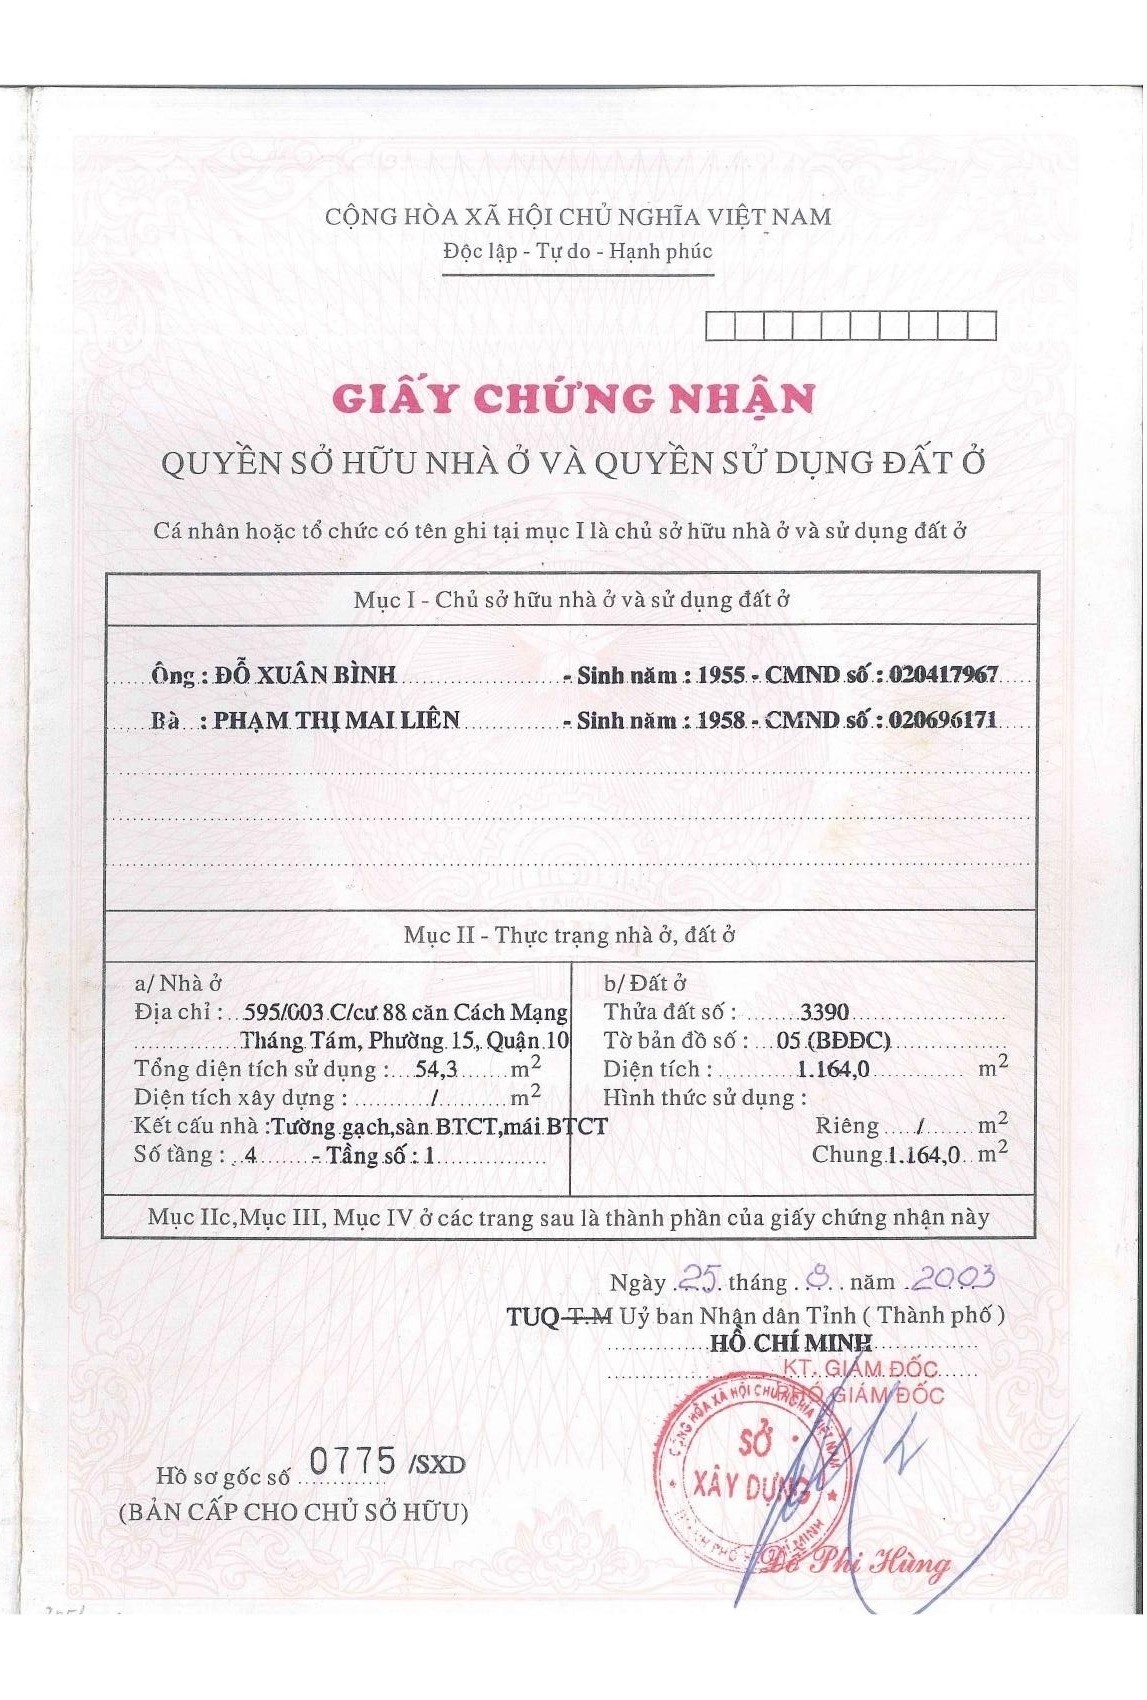 CỘNG HÒA XÃ HỘI CHỦ NGHĨA VIỆT NAM
Độc lập - Tự do - Hạnh phúc
GIẤY CHỨNG NHẬN
QUYỀN SỞ HỮU NHÀ Ở VÀ QUYỀN SỬ DỤNG ĐẤT Ở
Cá nhân hoặc tổ chức có tên ghi tại mục I là chủ sở hữu nhà ở và sử dụng đất ở
Mục I - Chủ sở hữu nhà ở và sử dụng đất ở
Ông : ĐỖ XUÂN BÌNH - Sinh năm : 1955 - CMND số : 020417967
Bà : PHẠM THỊ MAI LIÊN - Sinh năm : 1958 - CMND số : 020696171
Mục II - Thực trạng nhà ở, đất ở
a/ Nhà ở
Địa chỉ : 595/G03 C/cư 88 căn Cách Mạng
Tháng Tám, Phường 15, Quận 10
Tổng diện tích sử dụng : 54,3 m2
Diện tích xây dựng : / m2
Kết cấu nhà :Tường gạch,sàn BTCT,mái BTCT
Số tầng : 4 - Tầng số : 1
b/ Đất ở
Thửa đất số : 3390
Tờ bản đồ số : 05 (BĐĐC)
Diện tích : 1.164,0 m2
Hình thức sử dụng :
Riêng / m2
Chung 1.164,0 m2
Mục IIc,Mục III, Mục IV ở các trang sau là thành phần của giấy chứng nhận này
Ngày 25 tháng 8 năm 2003
TUQ T.M Uỷ ban Nhận dân Tỉnh ( Thành phố )
HỒ CHÍ MINH
KT. GIÁM ĐỐC
PHÓ GIÁM ĐỐC
CỘNG HÒA XÃ HỘI CHỦ NGHĨA VIỆT NAM
SỞ
XÂY DỰNG
THÀNH PHỐ HỒ CHÍ MINH
Đỗ Phi Hùng
Hồ sơ gốc số 0775 /SXD
(BẢN CẤP CHO CHỦ SỞ HỮU)